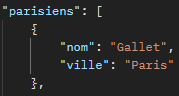 "parisiens": [
{
"nom": "Gallet",
"ville": "Paris"
},